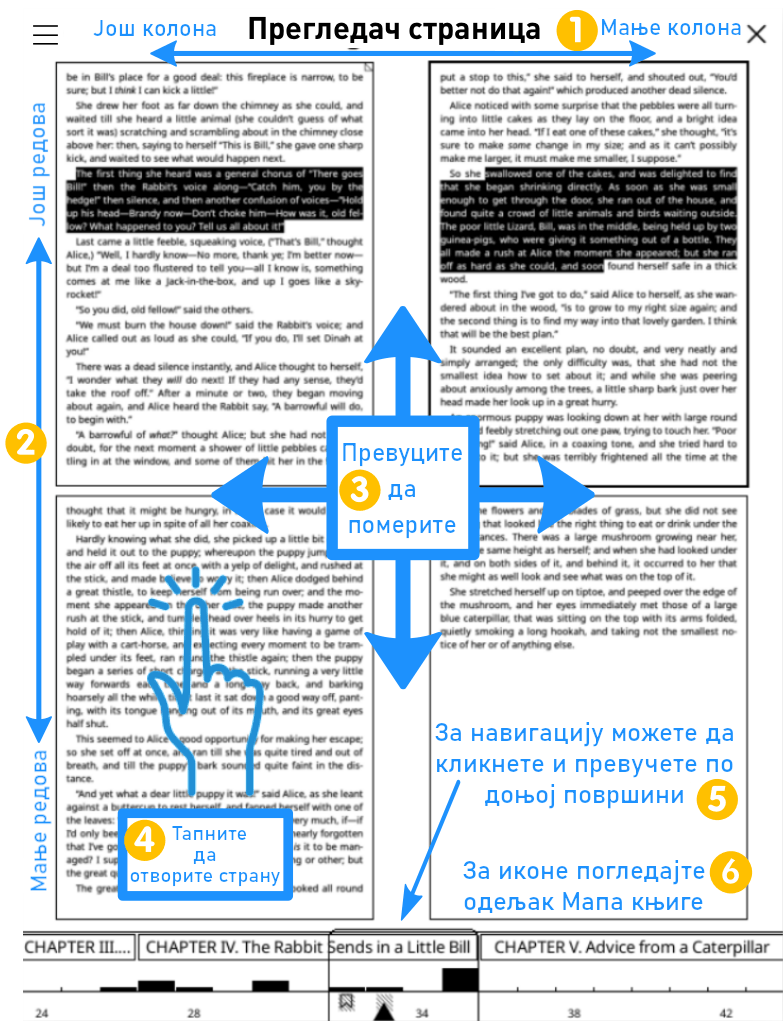 Још колона
Прегледач страница
1
Мање колона
Још редова
2
Мање редова
be in Bill's place for a good deal: this fireplace is narrow, to be
sure; but I think I can kick a little!"
She drew her foot as far down the chimney as she could, and
waited till she heard a little animal (she couldn't guess of what
sort it was) scratching and scrambling about in the chimney close
above her: then, saying to herself "This is Bill," she gave one sharp
kick, and waited to see what would happen next.
The first thing she heard was a general chorus of "There goes
Bill!" then the Rabbit's voice along—"Catch him, you by the
hedge!" then silence, and then another confusion of voices—"Hold
up his head—Brandy now—Don't choke him—How was it, old fel-
low? What happened to you? Tell us all about it!"
Last came a little feeble, squeaking voice, ("That's Bill," thought
Alice,) "Well, I hardly know—No more, thank ye; I'm better now—
but I'm a deal too flustered to tell you—all I know is, something
comes at me like a Jack-in-the-box, and up I goes like a sky-
rocket!"
"So you did, old fellow!" said the others.
"We must burn the house down!" said the Rabbit's voice; and
Alice called out as loud as she could, "If you do, I'll set Dinah at
you!"
There was a dead silence instantly, and Alice thought to herself,
"I wonder what they will do next! If they had any sense, they'd
take the roof off." After a minute or two, they began moving
about again, and Alice heard the Rabbit say, "A barrowful will do,
to begin with."
"A barrowful of what?" thought Alice; but she had not
doubt, for the next moment a shower of little pebbles
tling in at the window, and some of them hit her in the
put a stop to this," she said to herself, and shouted out, "You'd
better not do that again!" which produced another dead silence.
Alice noticed with some surprise that the pebbles were all turn-
ing into little cakes as they lay on the floor, and a bright idea
came into her head. "If I eat one of these cakes," she thought, "it's
sure to make some change in my size; and as it can't possibly
make me larger, it must make me smaller, I suppose."
So she swallowed one of the cakes, and was delighted to find
that she began shrinking directly. As soon as she was small
enough to get through the door, she ran out of the house, and
found quite a crowd of little animals and birds waiting outside.
The poor little Lizard, Bill, was in the middle, being held up by two
guinea-pigs, who were giving it something out of a bottle. They
all made a rush at Alice the moment she appeared; but she ran
off as hard as she could, and soon found herself safe in a thick
wood.
"The first thing I've got to do," said Alice to herself, as she wan-
dered about in the wood, "is to grow to my right size again; and
the second thing is to find my way into that lovely garden. I think
that will be the best plan."
It sounded an excellent plan, no doubt, and very neatly and
simply arranged; the only difficulty was, that she had not the
smallest idea how to set about it; and while she was peering
about anxiously among the trees, a little sharp bark just over her
head made her look up in a great hurry.
An enormous puppy was looking down at her with large round
feebly stretching out one paw, trying to touch her. "Poor
said Alice, in a coaxing tone, and she tried hard to
to it; but she was terribly frightened all the time at the
Превуците
3 да
померите
thought that it might be hungry, in case it would
likely to eat her up in spite of all her
Hardly knowing what she did, she picked up a little bit
and held it out to the puppy; whereupon the puppy
the air off all its feet at once, with a yelp of delight, and rushed at
the stick, and made believe to worry it; then Alice dodged behind
a great thistle, to keep herself from being run over; and the mo-
ment she appeared on the other side, the puppy made another
rush at the stick, and tumbled head over heels in its hurry to get
hold of it; then Alice, thinking it was very like having a game of
play with a cart-horse, and expecting every moment to be tram-
pled under its feet, ran round the thistle again; then the puppy
began a series of short charges at the stick, running a very little
way forwards each time and a long way back, and barking
hoarsely all the while, till at last it sat down a good way off, pant-
ing, with its tongue hanging out of its mouth, and its great eyes
half shut.
This seemed to Alice a good opportunity for making her escape;
so she set off at once, and ran till she was quite tired and out of
breath, and till the puppy's bark sounded quite faint in the dis-
tance.
"And yet what a dear little puppy it was!" said Alice, as she leant
against a buttercup to rest herself, and fanned herself with one of
the leaves: very much, if—if
I'd only been nearly forgotten
that I've got is it to be man-
aged? I sup or other; but
the great
The great looked all round
4 Тапните
да
отворите страну
the flowers and blades of grass, but she did not see
that looked the right thing to eat or drink under the
There was a large mushroom growing near her,
same height as herself; and when she had looked under
it, and on both sides of it, and behind it, it occurred to her that
she might as well look and see what was on the top of it.
She stretched herself up on tiptoe, and peeped over the edge of
the mushroom, and her eyes immediately met those of a large
blue caterpillar, that was sitting on the top with its arms folded,
quietly smoking a long hookah, and taking not the smallest no-
tice of her or of anything else.
За навигацију можете да
кликнете и превучете по
доњој површини 5
За иконе погледајте 6
одељак Мапа књиге
CHAPTER III.... CHAPTER IV. The Rabbit Sends in a Little Bill CHAPTER V. Advice from a Caterpillar
24 28 34 38 42